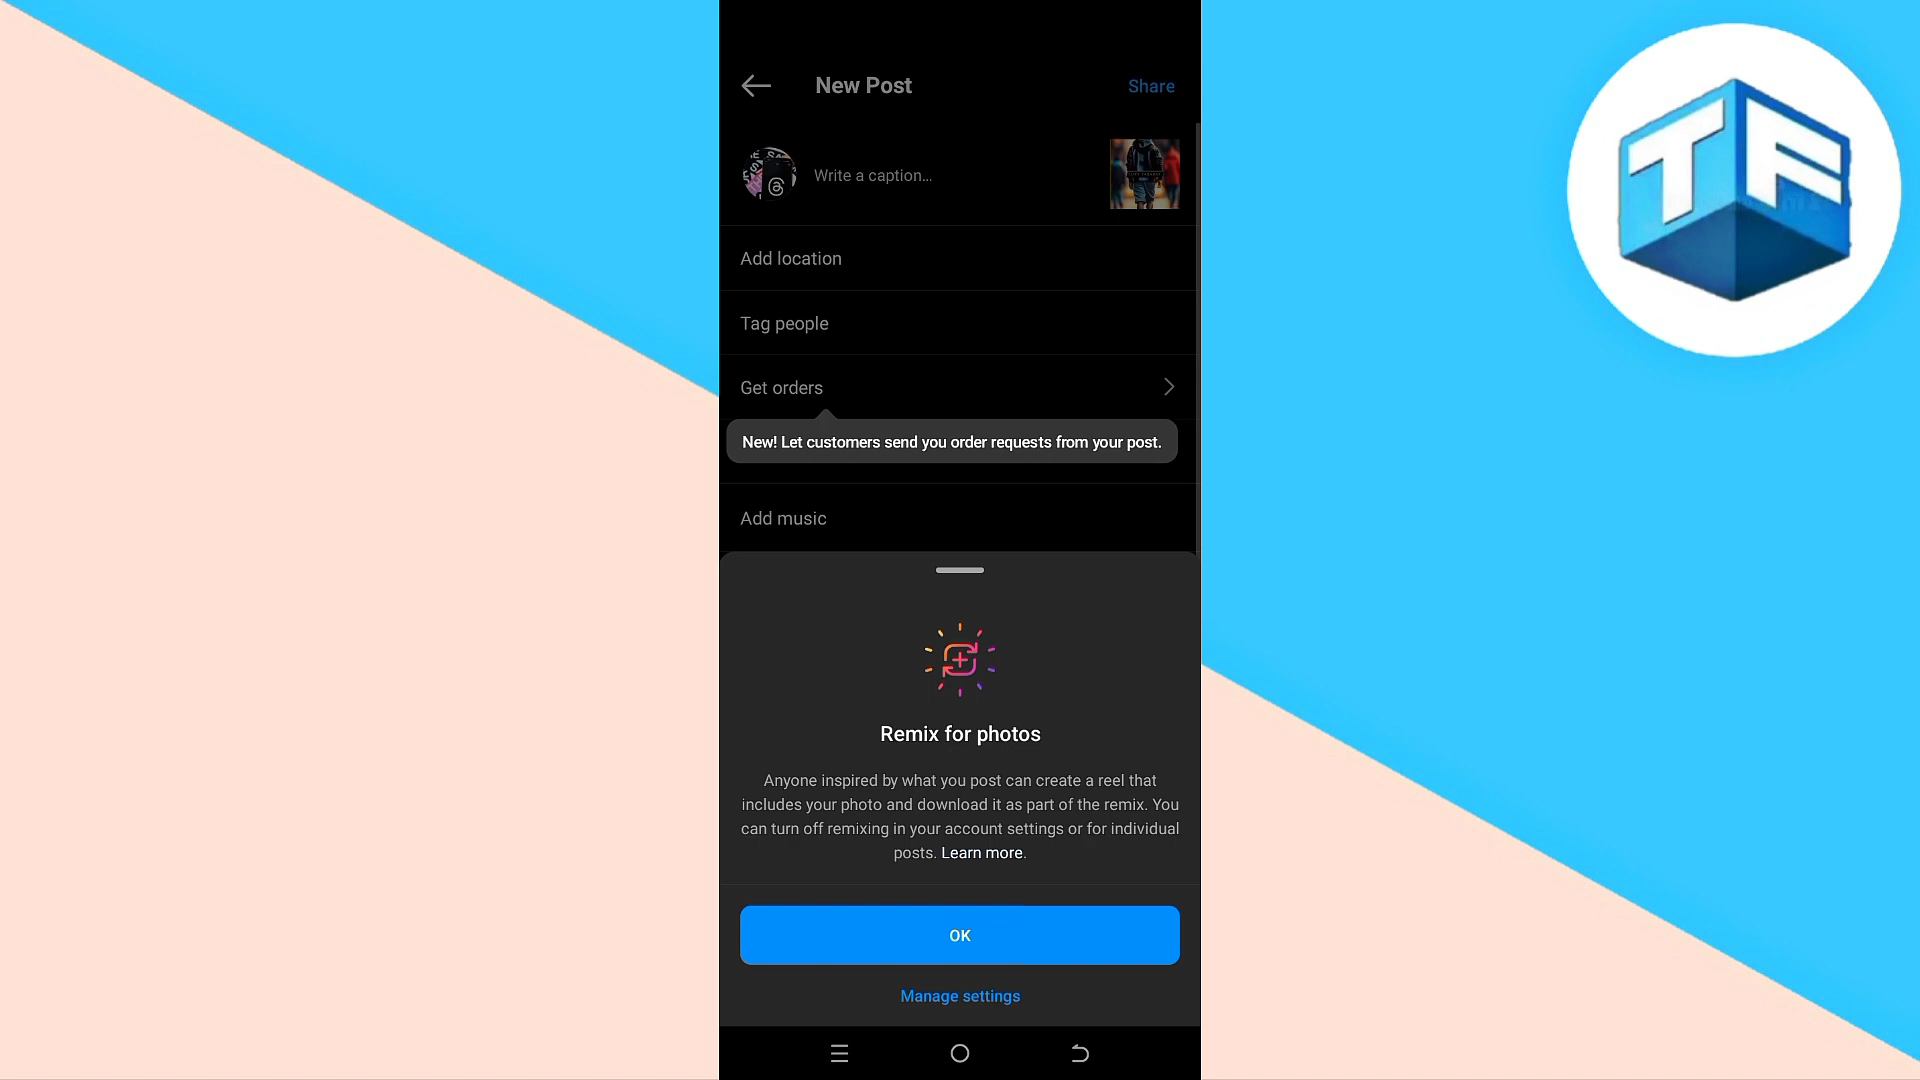 New Post
Share
Write a caption...
Add location
Tag people
Get orders
New! Let customers send you order requests from your post.
Add music
Remix for photos
Anyone inspired by what you post can create a reel that
includes your photo and download it as part of the remix. You
can turn off remixing in your account settings or for individual
posts. Learn more.
OK
Manage settings
TF